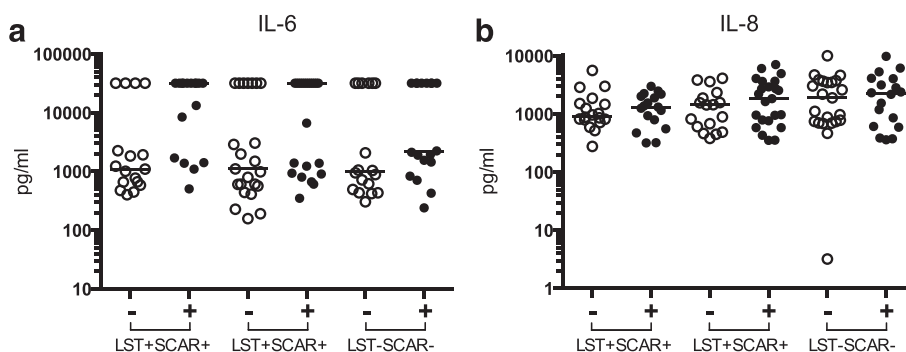 a
IL-6
100000
10000
1000
100
10
pg/ml
- + - + - +
LST+SCAR+ LST+SCAR+ LST-SCAR-
b
IL-8
10000
1000
100
10
1
pg/ml
- + - + - +
LST+SCAR+ LST+SCAR+ LST-SCAR-